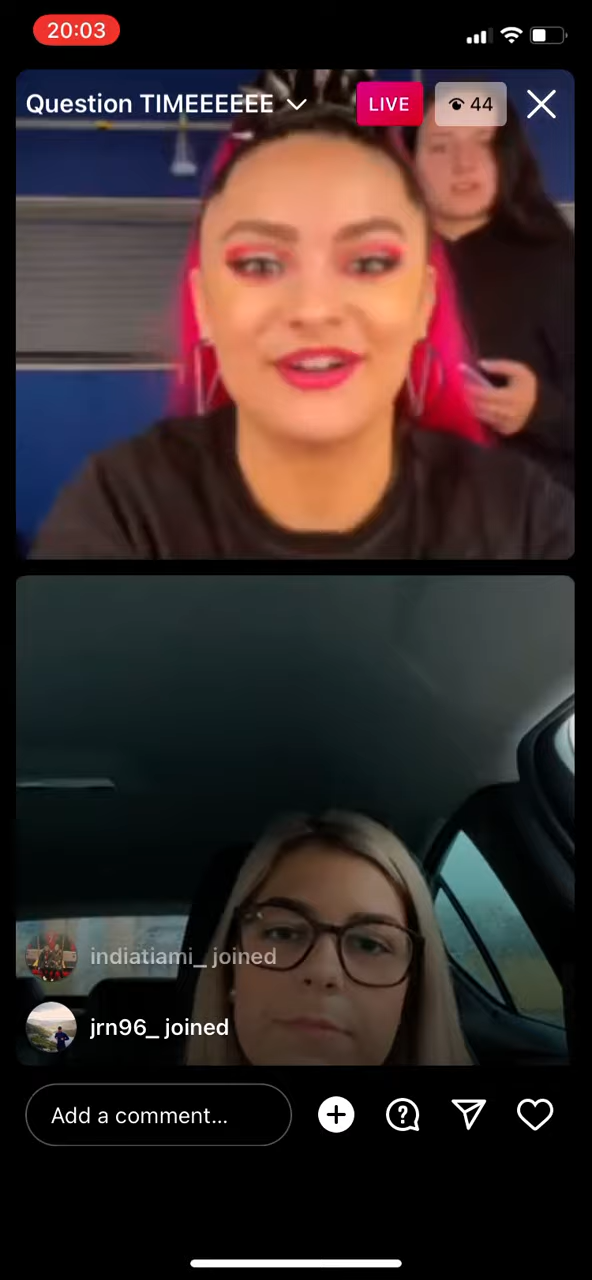 20:03
Question TIMEEEEEE
LIVE
44
indiatiami_ joined
jrn96_ joined
Add a comment...